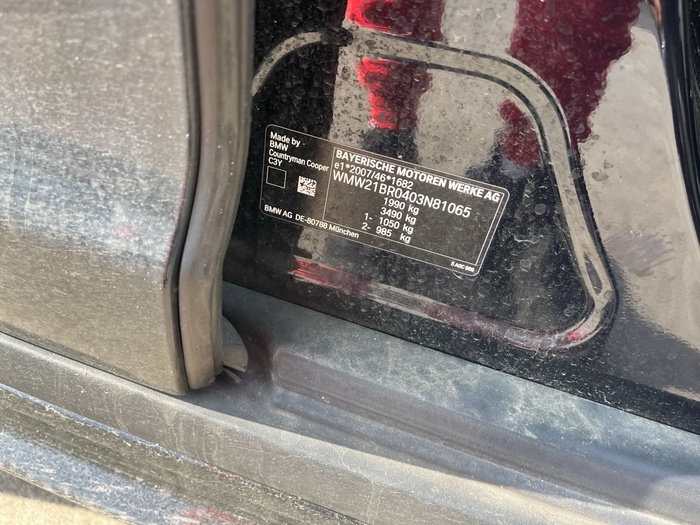 Made by
BMW
Countryman Cooper
C3Y
BMW AG DE-80788 München
BAYERISCHE MOTOREN WERKE AG
e1*2007/46*1682
WMW21BR0403N81065
1990 kg
3490 kg
1- 1050 kg
2- 985 kg